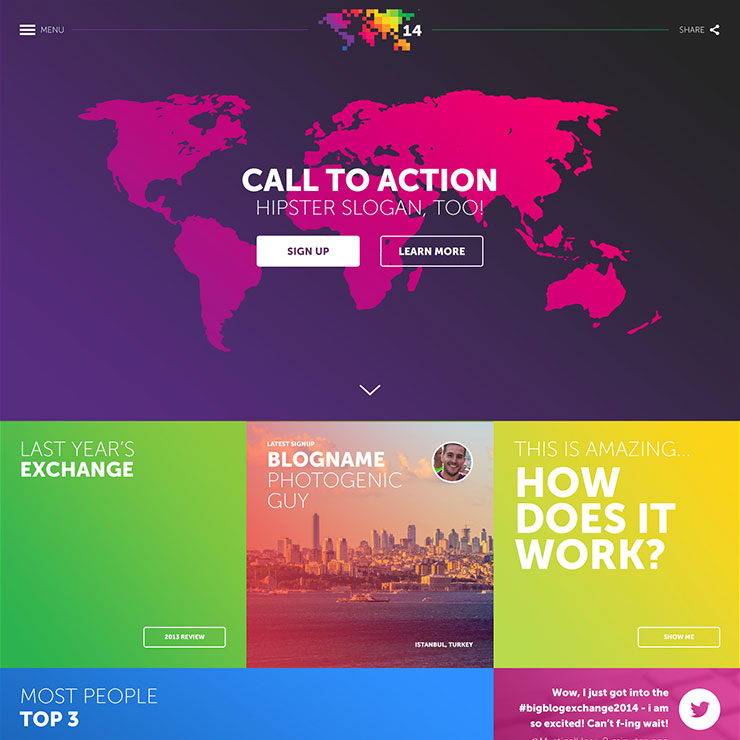 MENU
14
SHARE
CALL TO ACTION
HIPSTER SLOGAN, TOO!
SIGN UP
LEARN MORE
LAST YEAR'S
EXCHANGE
2013 REVIEW
LATEST SIGNUP
BLOGNAME
PHOTOGENIC
GUY
ISTANBUL, TURKEY
THIS IS AMAZING...
HOW
DOES IT
WORK?
SHOW ME
MOST PEOPLE
TOP 3
Wow, I just got into the
#bigblogexchange2014 - i am
so excited! Can't f-ing wait!